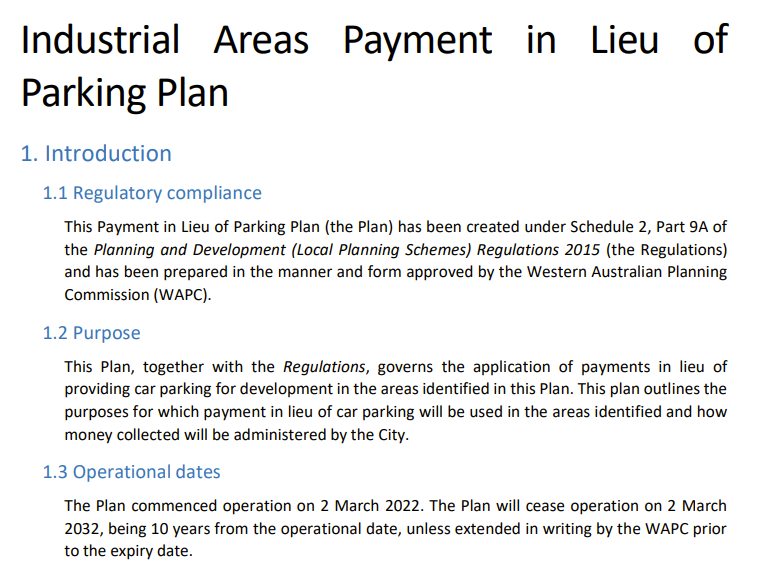 Industrial Areas Payment in Lieu of
Parking Plan
1. Introduction
1.1 Regulatory compliance
This Payment in Lieu of Parking Plan (the Plan) has been created under Schedule 2, Part 9A of
the Planning and Development (Local Planning Schemes) Regulations 2015 (the Regulations)
and has been prepared in the manner and form approved by the Western Australian Planning
Commission (WAPC).
1.2 Purpose
This Plan, together with the Regulations, governs the application of payments in lieu of
providing car parking for development in the areas identified in this Plan. This plan outlines the
purposes for which payment in lieu of car parking will be used in the areas identified and how
money collected will be administered by the City.
1.3 Operational dates
The Plan commenced operation on 2 March 2022. The Plan will cease operation on 2 March
2032, being 10 years from the operational date, unless extended in writing by the WAPC prior
to the expiry date.